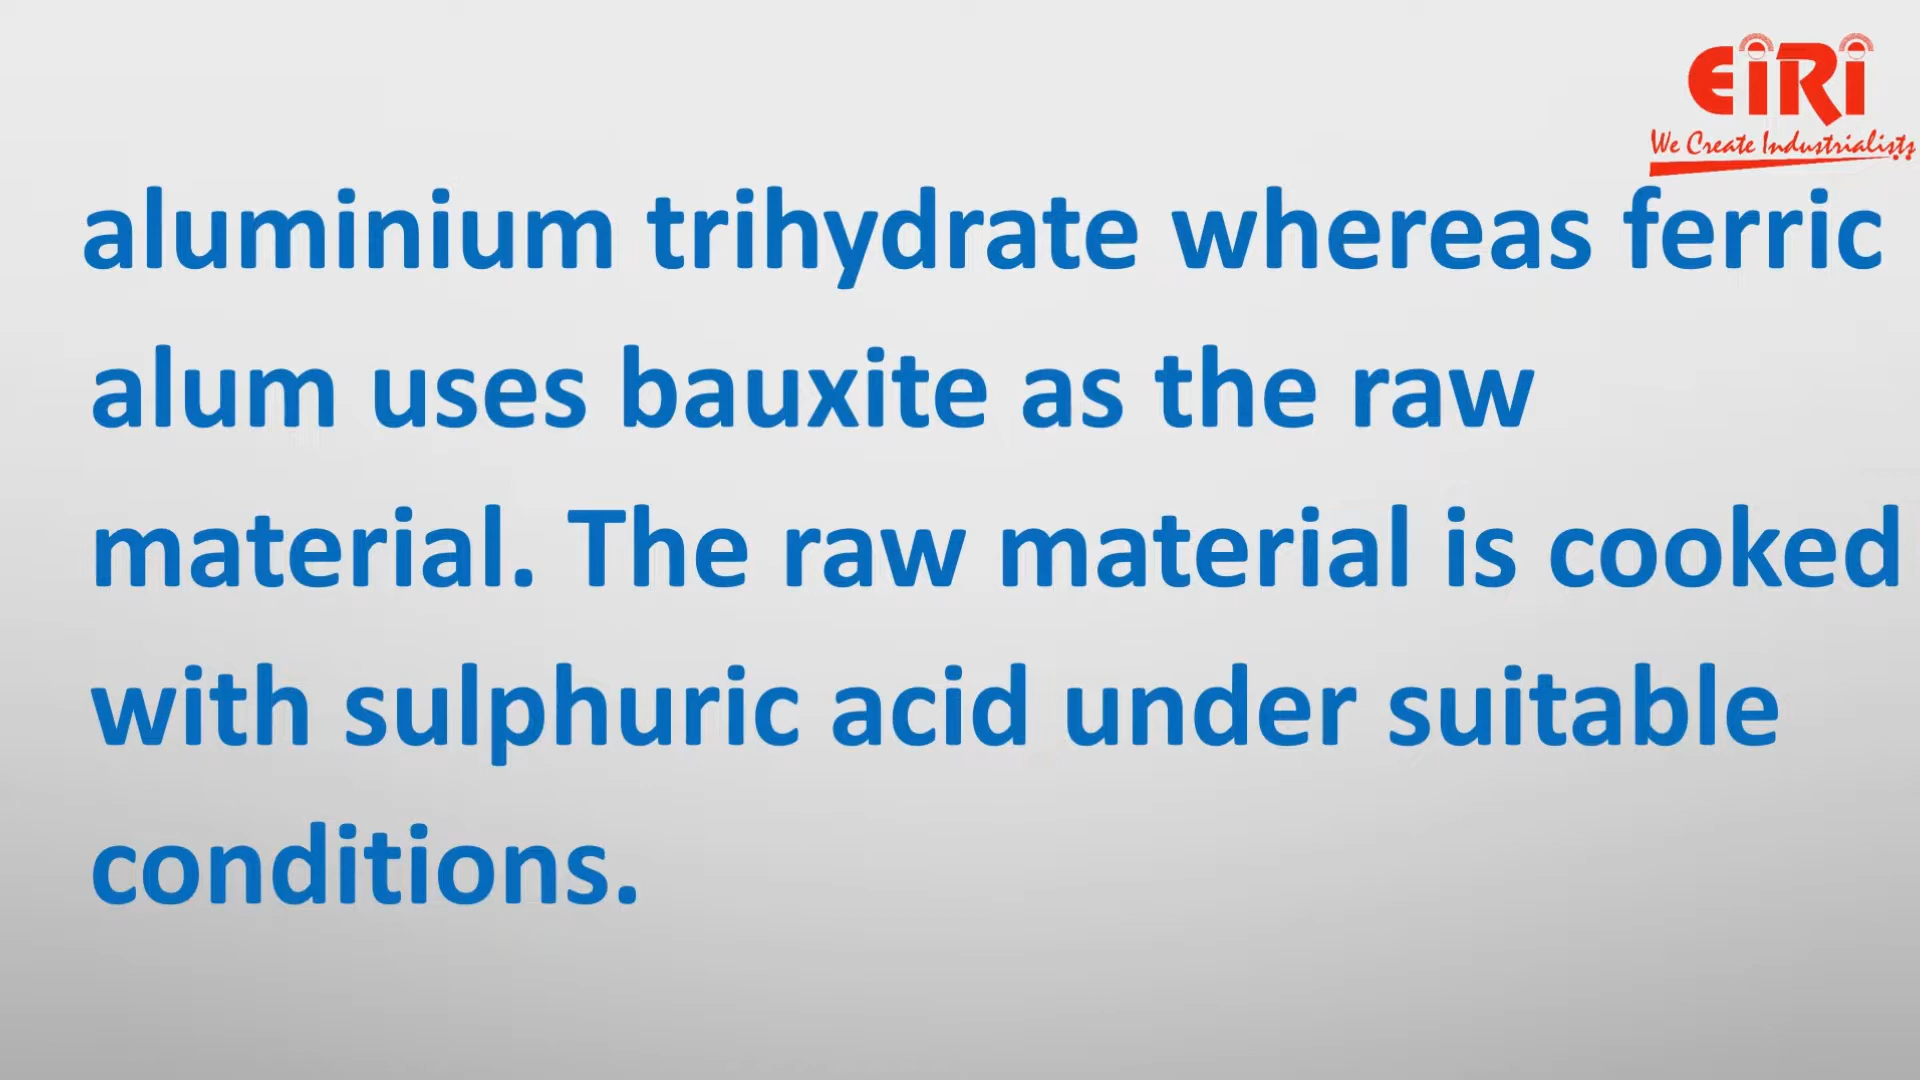 EiRi
We Create Industrialists
aluminium trihydrate whereas ferric
alum uses bauxite as the raw
material. The raw material is cooked
with sulphuric acid under suitable
conditions.